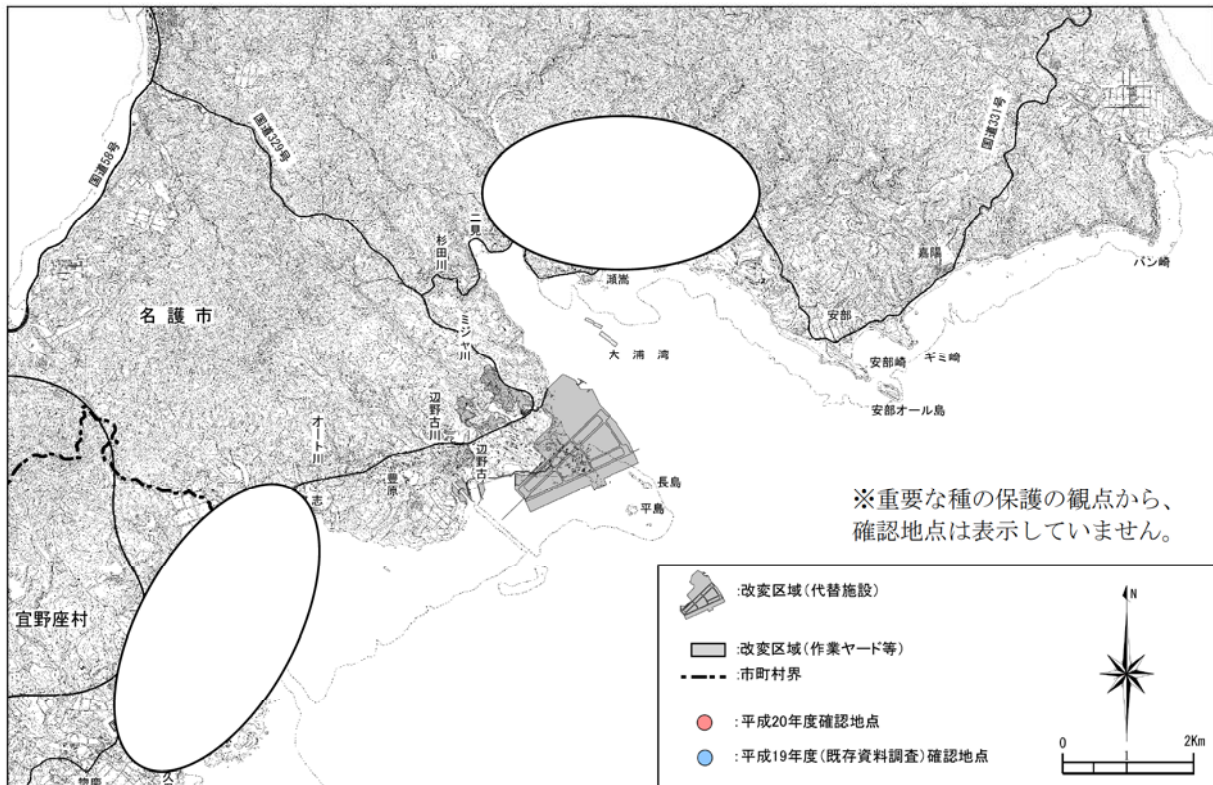 国道58号
国道329号
国道331号
二見
杉田川
瀬嵩
嘉陽
バン崎
名護市
ミジャ川
大浦湾
安部
安部崎
ギミ崎
安部オール島
辺野古川
オート川
辺野古
豊原
志
長島
平島
※重要な種の保護の観点から、
確認地点は表示していません。
宜野座村
:改変区域(代替施設)
:改変区域(作業ヤード等)
:市町村界
:平成20年度確認地点
:平成19年度(既存資料調査)確認地点
N
0 1 2Km